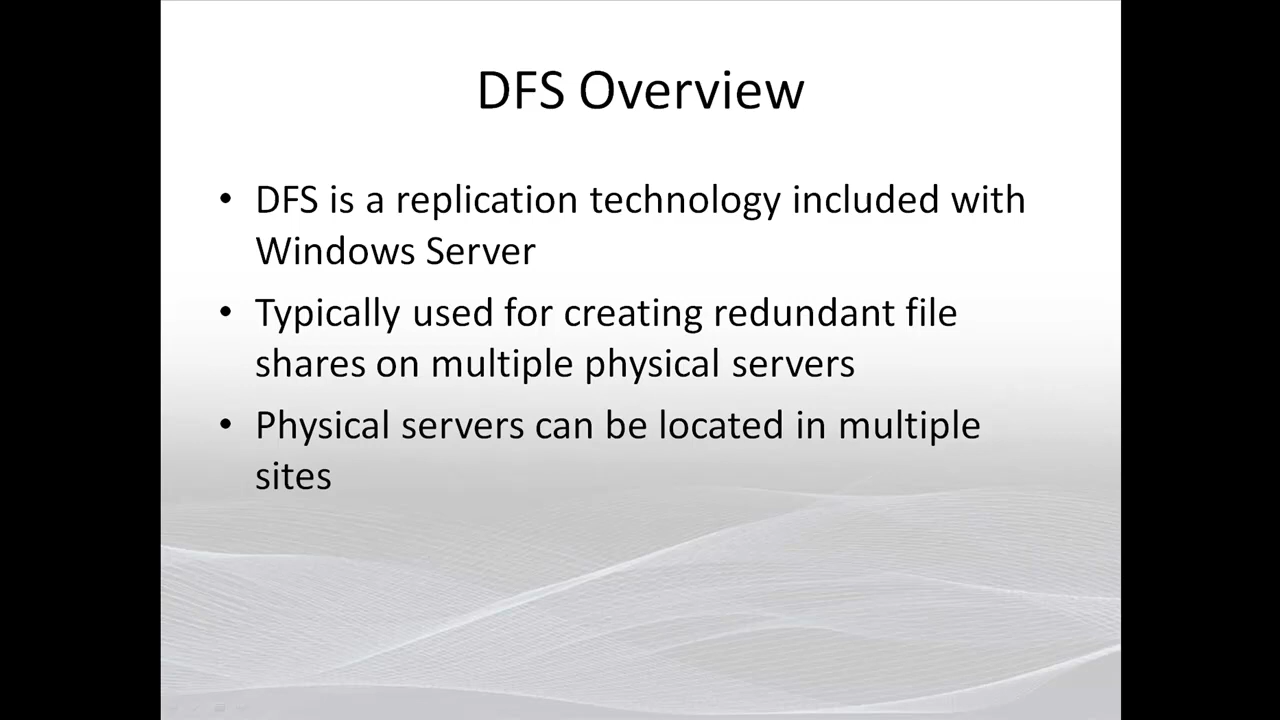 DFS Overview
• DFS is a replication technology included with
Windows Server
• Typically used for creating redundant file
shares on multiple physical servers
• Physical servers can be located in multiple
sites